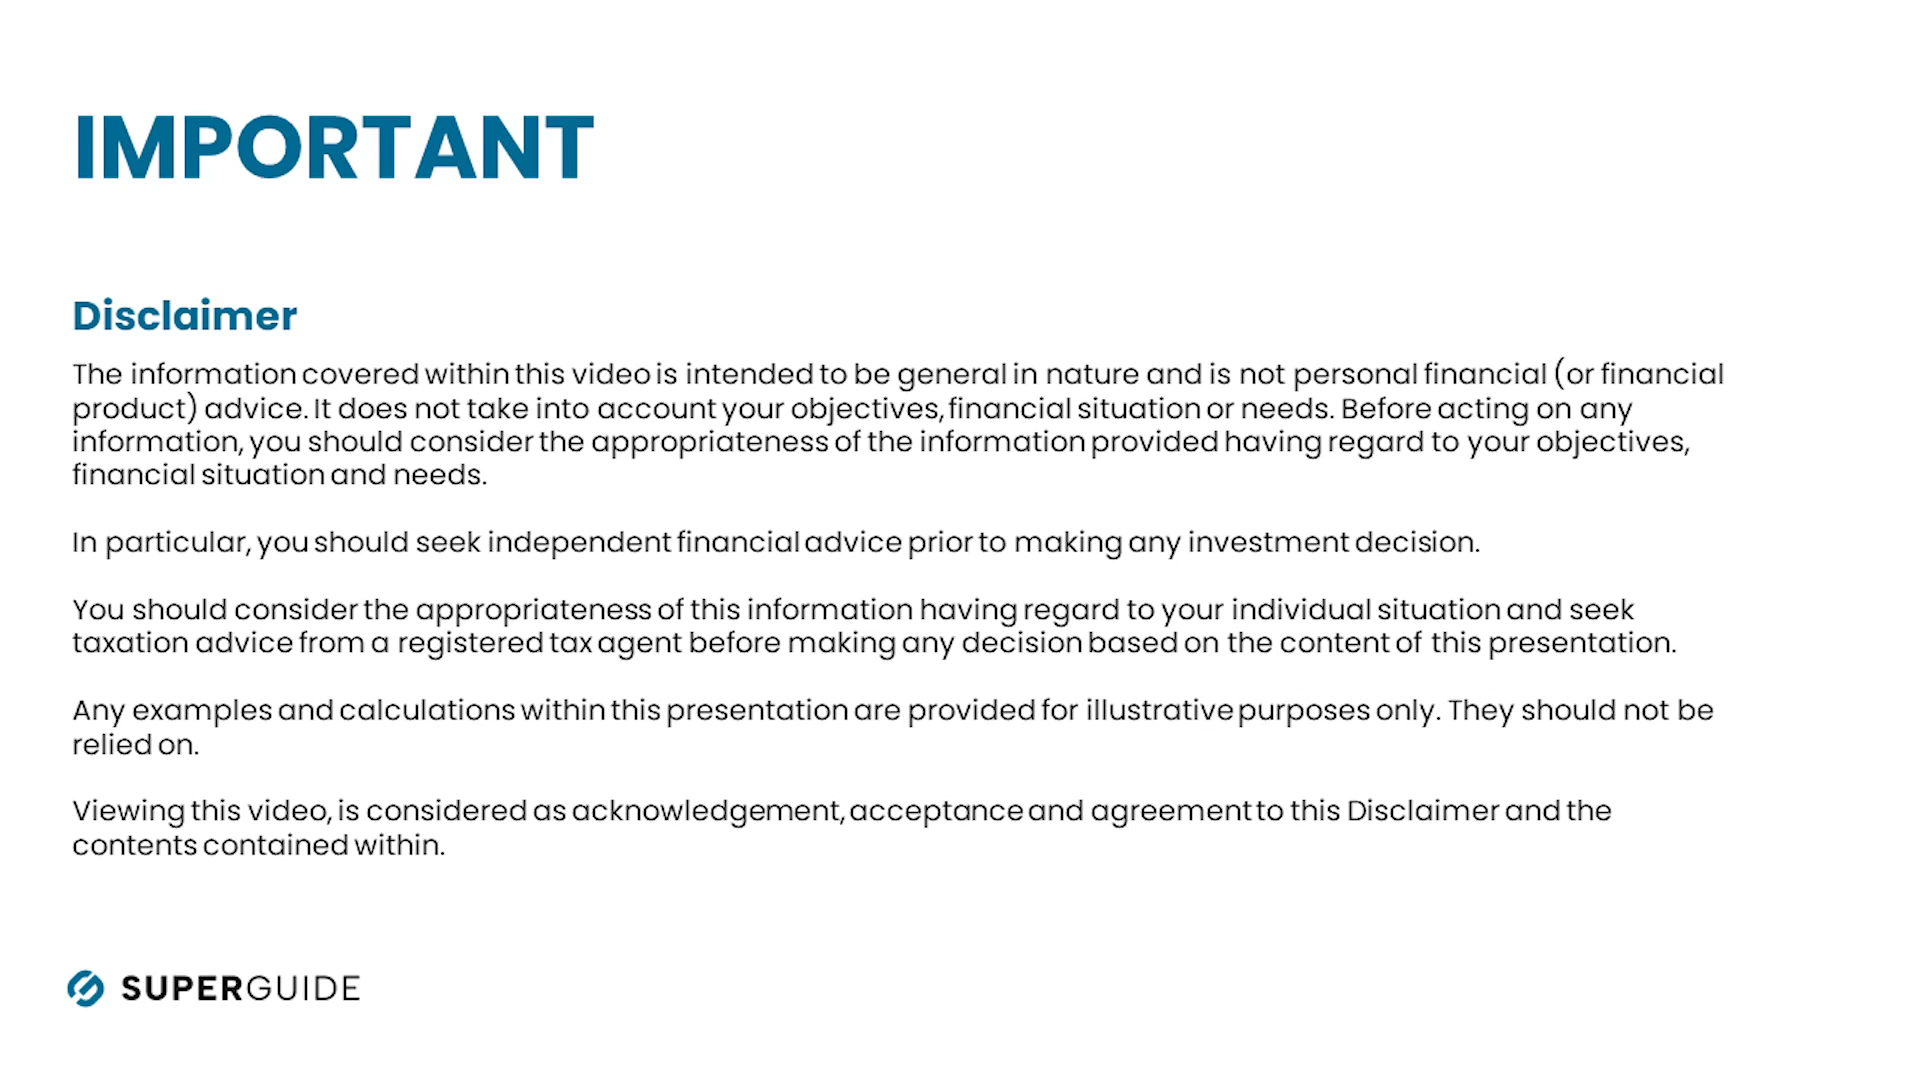 IMPORTANT
Disclaimer
The information covered within this video is intended to be general in nature and is not personal financial (or financial
product) advice. It does not take into account your objectives, financial situation or needs. Before acting on any
information, you should consider the appropriateness of the information provided having regard to your objectives,
financial situation and needs.
In particular, you should seek independent financial advice prior to making any investment decision.
You should consider the appropriateness of this information having regard to your individual situation and seek
taxation advice from a registered tax agent before making any decision based on the content of this presentation.
Any examples and calculations within this presentation are provided for illustrative purposes only. They should not be
relied on.
Viewing this video, is considered as acknowledgement, acceptance and agreement to this Disclaimer and the
contents contained within.
SUPERGUIDE